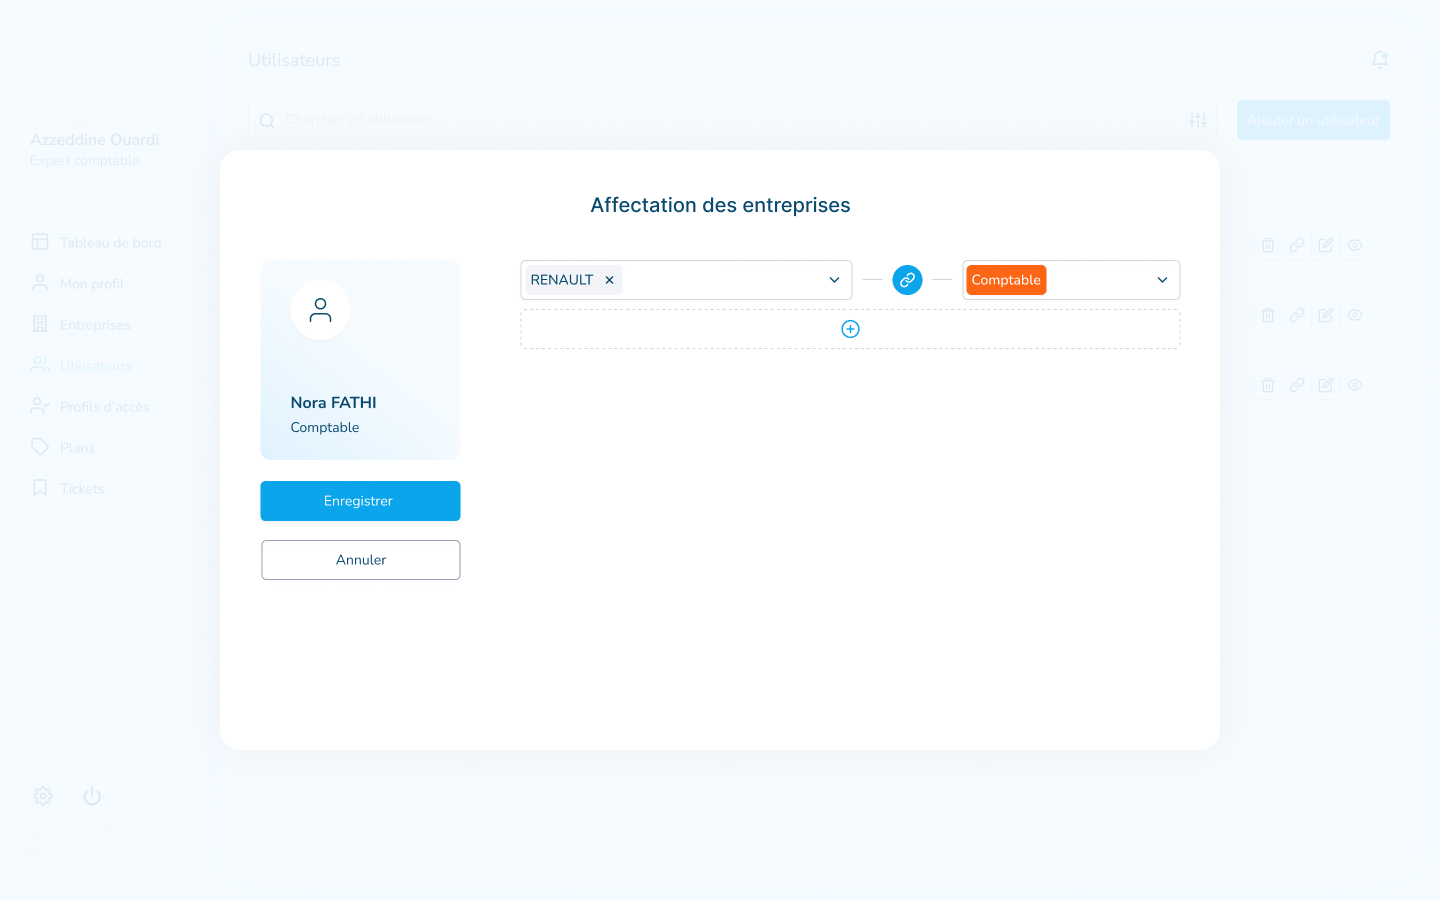 Utilisateurs
Cherchez un utilisateur
Ajouter un utilisateur
Azzeddine Ouardi
Expert comptable
Tableau de bord
Mon profil
Entreprises
Utilisateurs
Profils d'accès
Plans
Tickets
Affectation des entreprises
RENAULT
Comptable
Nora FATHI
Comptable
Enregistrer
Annuler